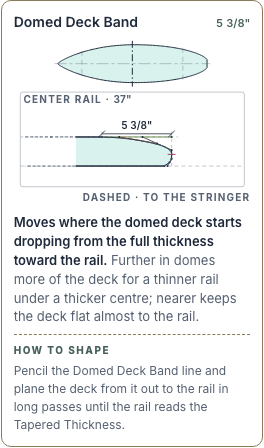 Domed Deck Band 5 3/8"
CENTER RAIL · 37"
5 3/8"
DASHED · TO THE STRINGER
Moves where the domed deck starts
dropping from the full thickness
toward the rail. Further in domes
more of the deck for a thinner rail
under a thicker centre; nearer keeps
the deck flat almost to the rail.
HOW TO SHAPE
Pencil the Domed Deck Band line and
plane the deck from it out to the rail in
long passes until the rail reads the
Tapered Thickness.